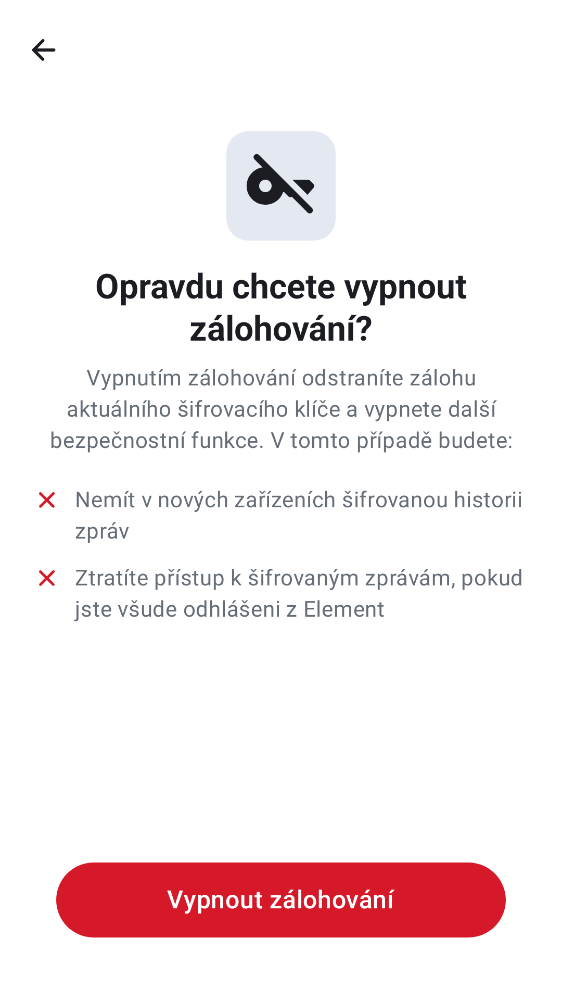 Opravdu chcete vypnout
zálohování?
Vypnutím zálohování odstraníte zálohu
aktuálního šifrovacího klíče a vypnete další
bezpečnostní funkce. V tomto případě budete:
Nemít v nových zařízeních šifrovanou historii
zpráv
Ztratíte přístup k šifrovaným zprávám, pokud
jste všude odhlášeni z Element
Vypnout zálohování